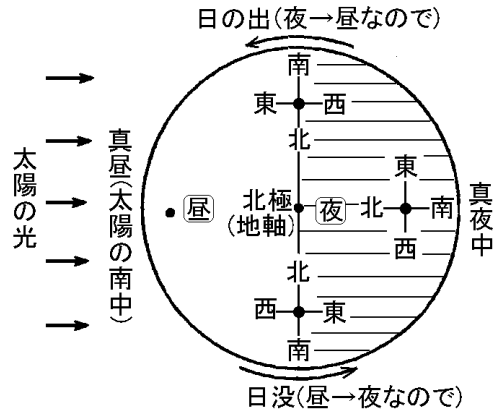 日の出(夜→昼なので)
南
東 西
北
太陽の光
真昼(太陽の南中)
昼
北極
(地軸)
夜
東
北 南
西
真夜中
北
西 東
南
日没(昼→夜なので)